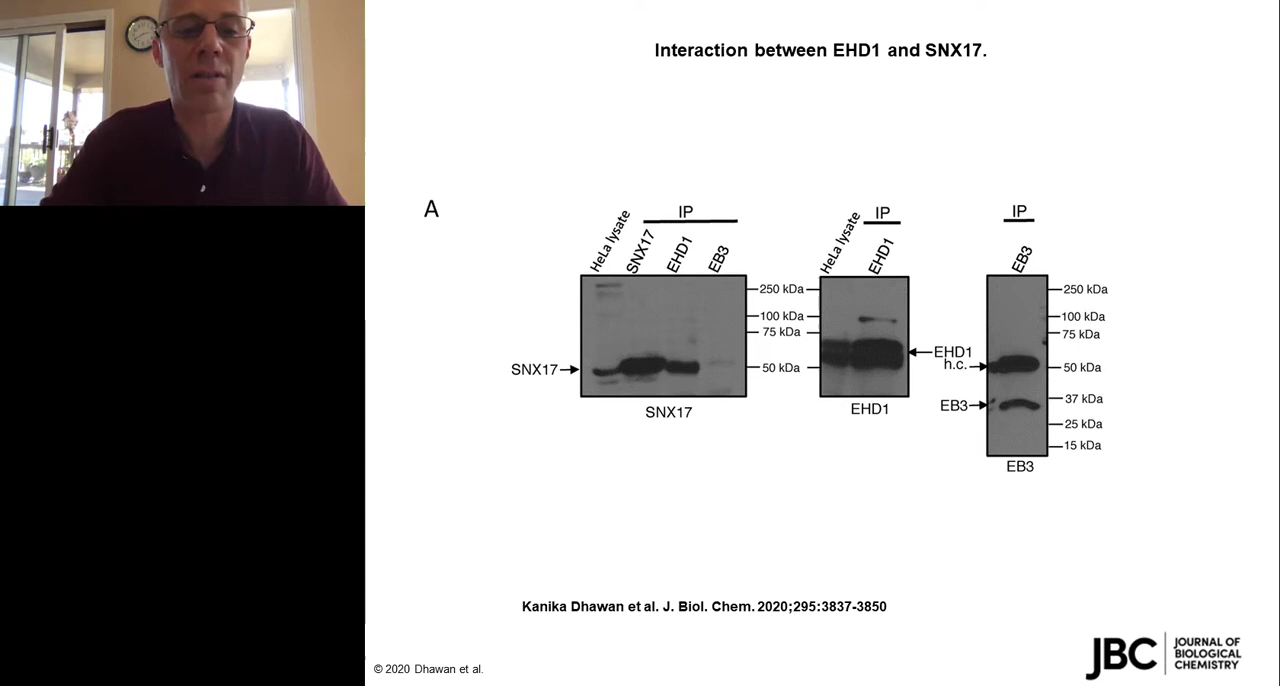 Interaction between EHD1 and SNX17.
A
IP
HeLa lysate
SNX17
EHD1
EB3
250 kDa
100 kDa
75 kDa
50 kDa
SNX17
SNX17
IP
HeLa lysate
EHD1
EHD1
h.c.
EHD1
IP
EB3
250 kDa
100 kDa
75 kDa
50 kDa
37 kDa
25 kDa
15 kDa
EB3
EB3
Kanika Dhawan et al. J. Biol. Chem. 2020;295:3837-3850
© 2020 Dhawan et al.
JBC
JOURNAL OF
BIOLOGICAL
CHEMISTRY